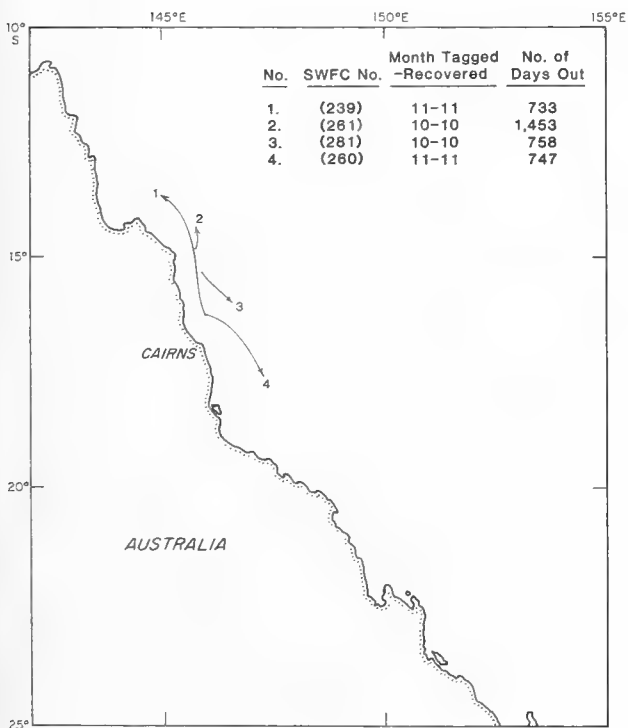 10° 145°E 150°E 155°E
S
Month Tagged No. of
No. SWFC No. -Recovered Days Out
1. (239) 11-11 733
2. (261) 10-10 1,453
3. (281) 10-10 758
4. (260) 11-11 747
1
2
15°
3
CAIRNS
4
20°
AUSTRALIA
25°